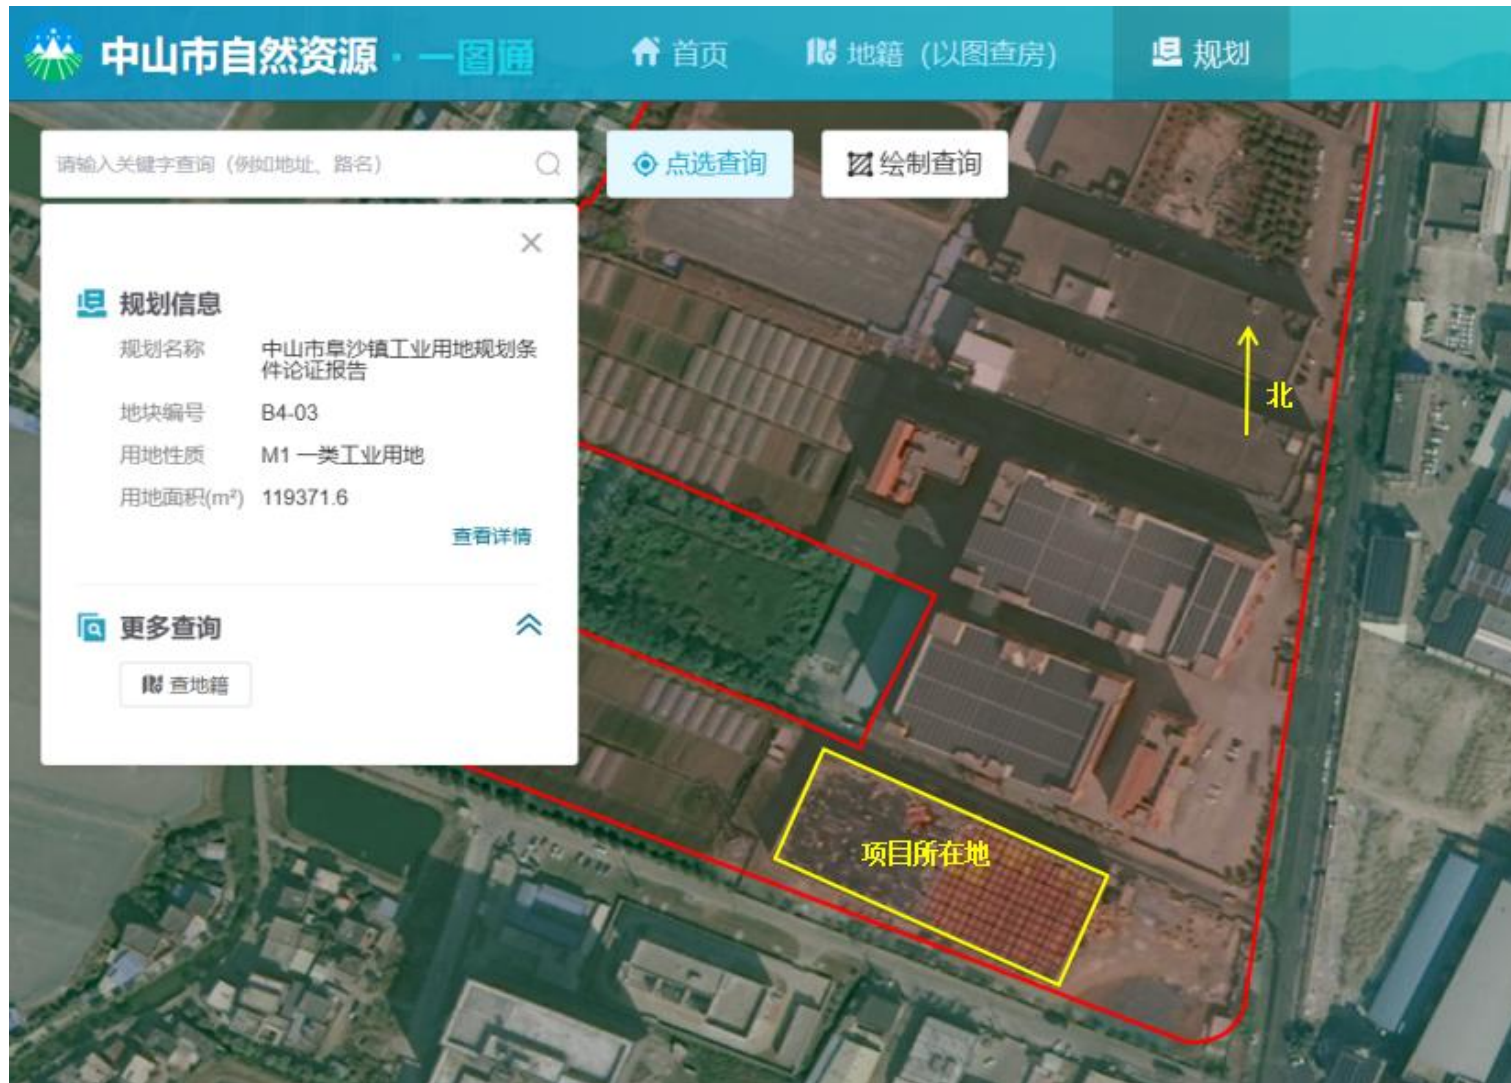 中山市自然资源·一图通
首页
地籍（以图查房）
规划
请输入关键字查询（例如地址、路名）
点选查询
绘制查询
规划信息
规划名称 中山市阜沙镇工业用地规划条
件论证报告
地块编号 B4-03
用地性质 M1 一类工业用地
用地面积(m²) 119371.6
查看详情
更多查询
查地籍
北
项目所在地